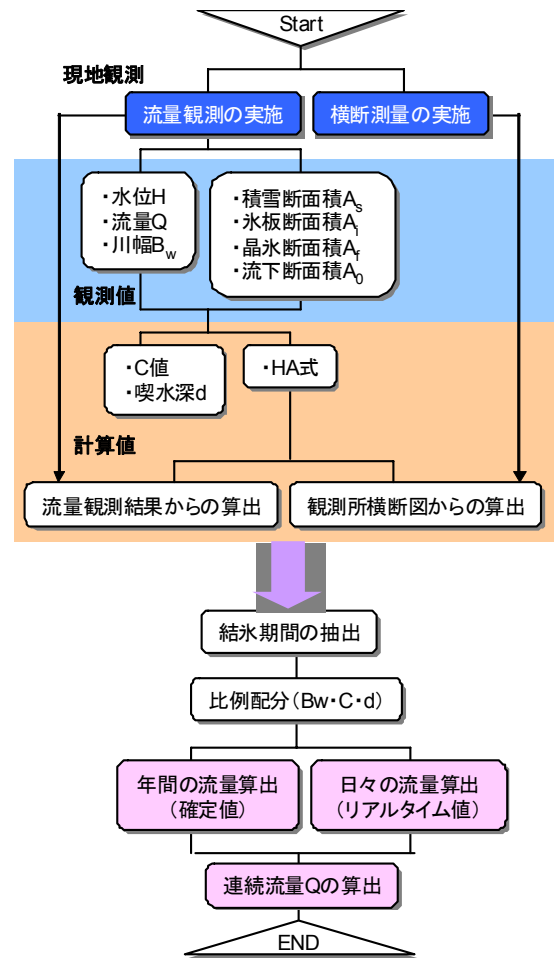 Start
現地観測
流量観測の実施
横断測量の実施
・水位H
・流量Q
・川幅Bw
・積雪断面積As
・氷板断面積Ai
・晶氷断面積Af
・流下断面積A0
観測値
・C値
・喫水深d
・HA式
計算値
流量観測結果からの算出
観測所横断図からの算出
結氷期間の抽出
比例配分(Bw・C・d)
年間の流量算出
(確定値)
日々の流量算出
(リアルタイム値)
連続流量Qの算出
END